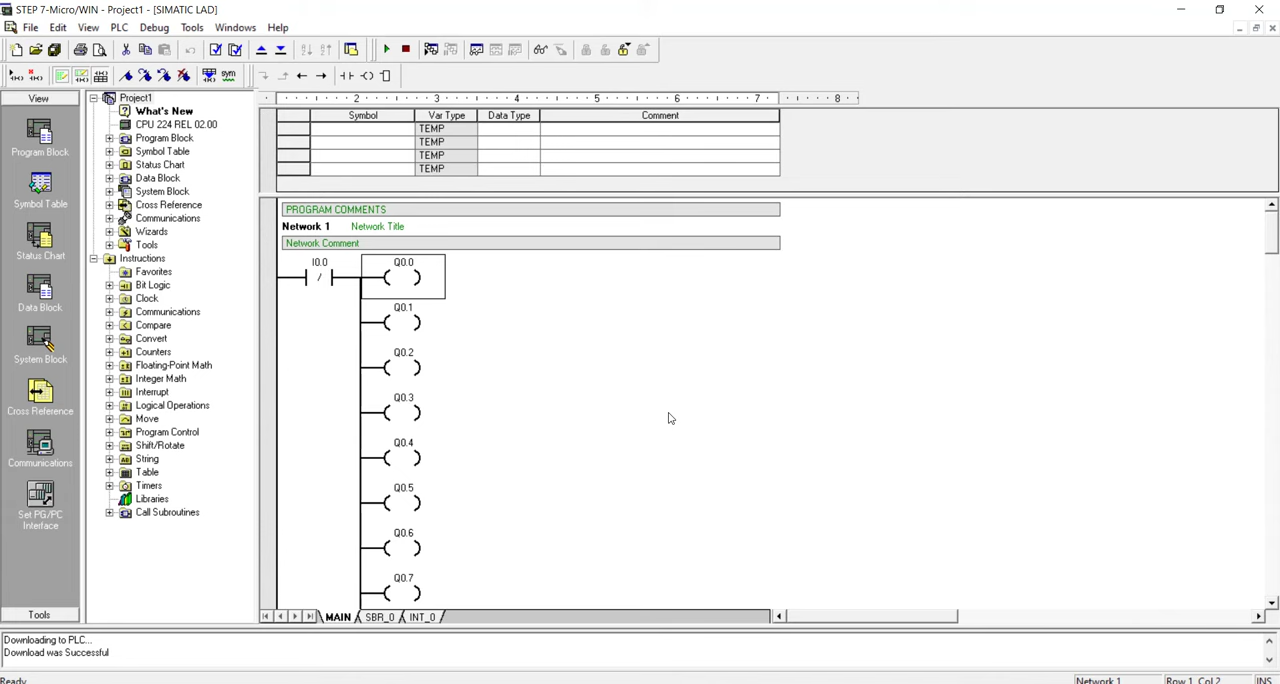 STEP 7-Micro/WIN - Project1 - [SIMATIC LAD]
File Edit View PLC Debug Tools Windows Help
sym
View
Program Block
Symbol Table
Status Chart
Data Block
System Block
Cross Reference
Communications
Set PG/PC
Interface
Tools
Project1
What's New
CPU 224 REL 02.00
Program Block
Symbol Table
Status Chart
Data Block
System Block
Cross Reference
Communications
Wizards
Tools
Instructions
Favorites
Bit Logic
Clock
Communications
Compare
Convert
Counters
Floating-Point Math
Integer Math
Interrupt
Logical Operations
Move
Program Control
Shift/Rotate
String
Table
Timers
Libraries
Call Subroutines
2 3 4 5 6 7 8
Symbol Var Type Data Type Comment
TEMP
TEMP
TEMP
TEMP
PROGRAM COMMENTS
Network 1 Network Title
Network Comment
I0.0 Q0.0
Q0.1
Q0.2
Q0.3
Q0.4
Q0.5
Q0.6
Q0.7
MAIN SBR_0 INT_0
Downloading to PLC...
Download was Successful
Ready Network 1 Row 1, Col 2 INS